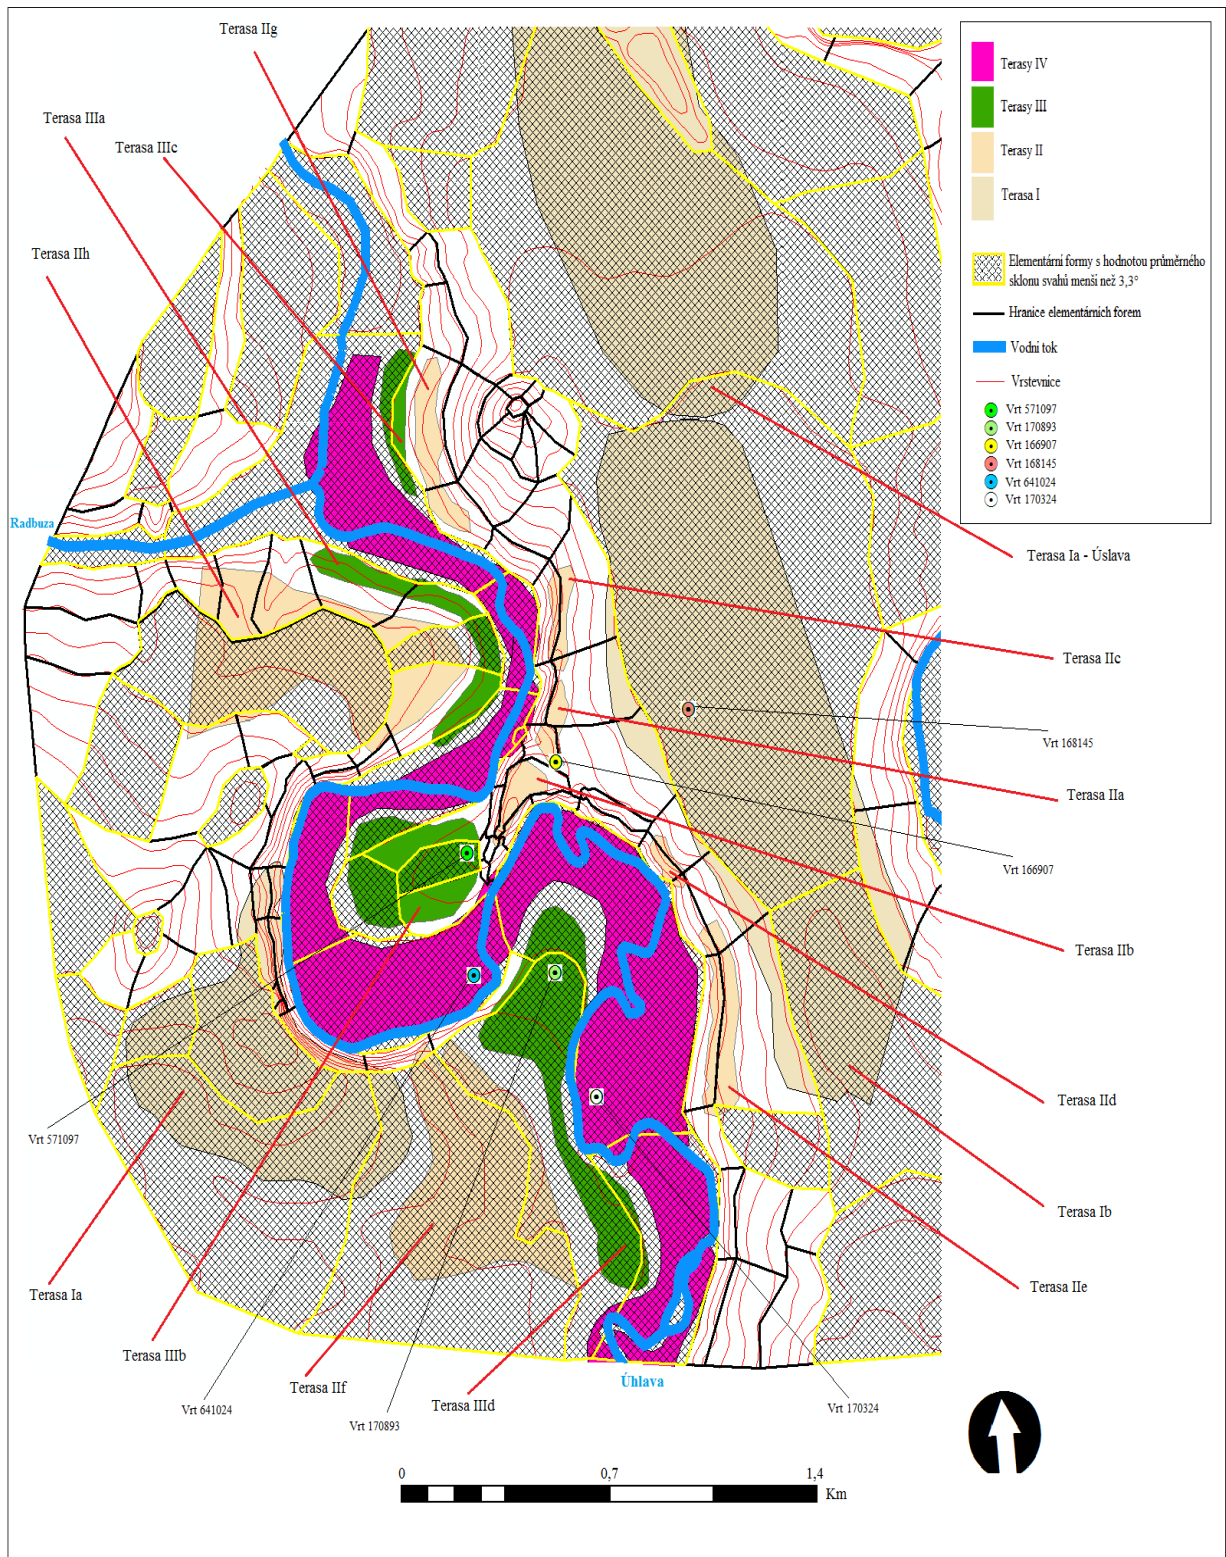 Terasa IIg
Terasa IIIa
Terasa IIIc
Terasa IIh
Terasy IV
Terasy III
Terasy II
Terasa I
Elementární formy s hodnotou průměrného
sklonu svahů menší než 3,3°
Hranice elementárních forem
Vodní tok
Vrstevnice
Vrt 571097
Vrt 170893
Vrt 166907
Vrt 168145
Vrt 641024
Vrt 170324
Radbuza
Terasa Ia - Úslava
Terasa IIc
Vrt 168145
Terasa IIa
Vrt 166907
Terasa IIb
Terasa IId
Vrt 571097
Terasa Ib
Terasa IIe
Terasa Ia
Terasa IIIb
Terasa IIf
Úhlava
Terasa IIId
Vrt 641024
Vrt 170893
Vrt 170324
0 0,7 1,4
Km